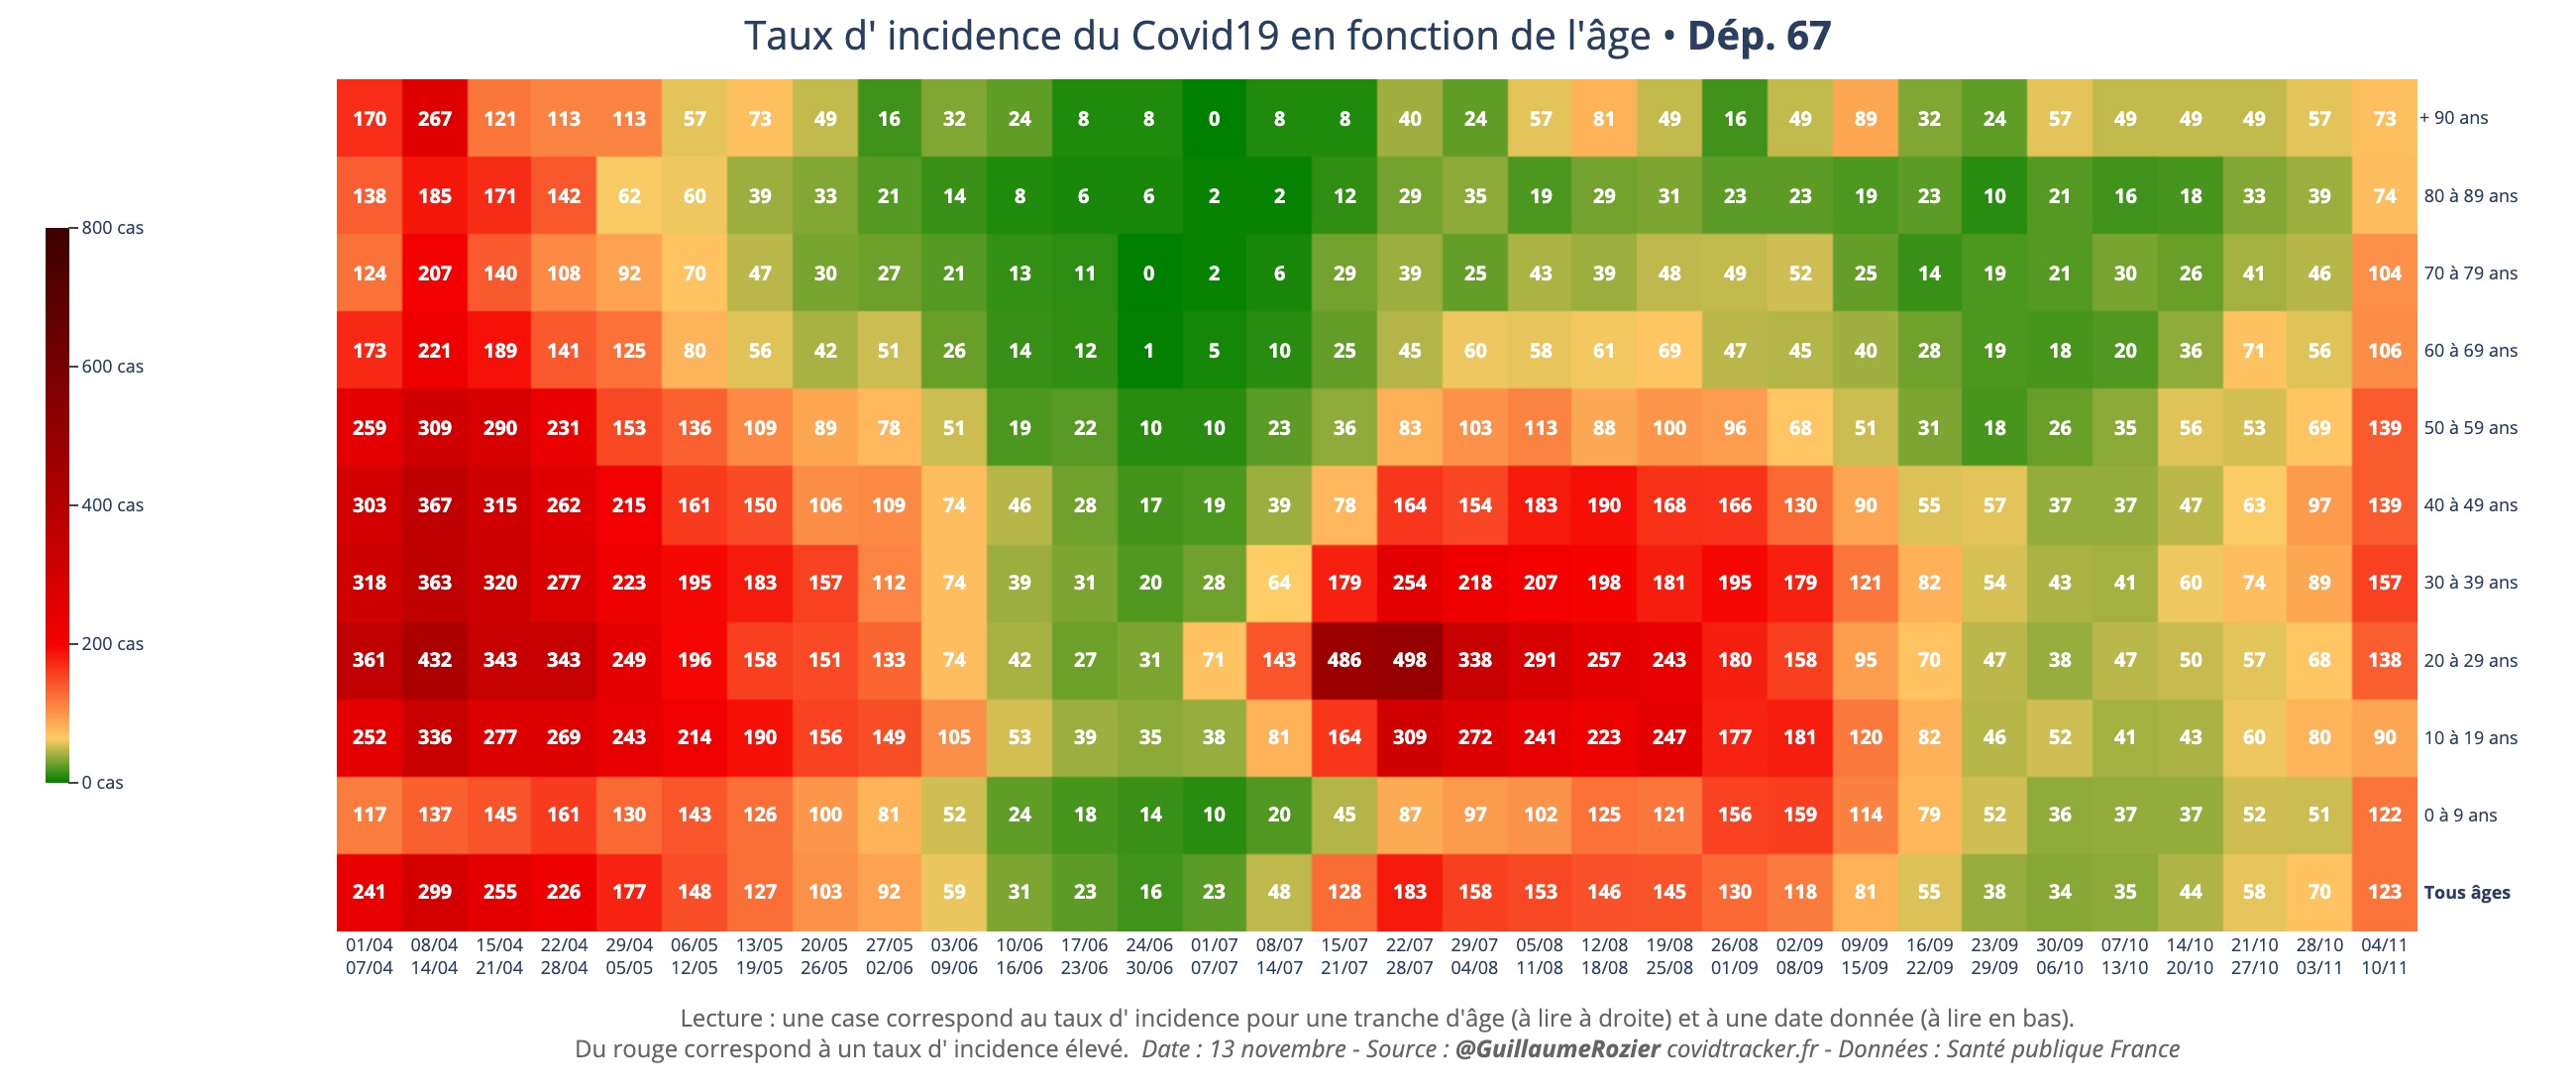 Taux d' incidence du Covid19 en fonction de l'âge • Dép. 67
800 cas
600 cas
400 cas
200 cas
0 cas
170 267 121 113 113 57 73 49 16 32 24 8 8 0 8 8 40 24 57 81 49 16 49 89 32 24 57 49 49 49 57 73 + 90 ans
138 185 171 142 62 60 39 33 21 14 8 6 6 2 2 12 29 35 19 29 31 23 23 19 23 10 21 16 18 33 39 74 80 à 89 ans
124 207 140 108 92 70 47 30 27 21 13 11 0 2 6 29 39 25 43 39 48 49 52 25 14 19 21 30 26 41 46 104 70 à 79 ans
173 221 189 141 125 80 56 42 51 26 14 12 1 5 10 25 45 60 58 61 69 47 45 40 28 19 18 20 36 71 56 106 60 à 69 ans
259 309 290 231 153 136 109 89 78 51 19 22 10 10 23 36 83 103 113 88 100 96 68 51 31 18 26 35 56 53 69 139 50 à 59 ans
303 367 315 262 215 161 150 106 109 74 46 28 17 19 39 78 164 154 183 190 168 166 130 90 55 57 37 37 47 63 97 139 40 à 49 ans
318 363 320 277 223 195 183 157 112 74 39 31 20 28 64 179 254 218 207 198 181 195 179 121 82 54 43 41 60 74 89 157 30 à 39 ans
361 432 343 343 249 196 158 151 133 74 42 27 31 71 143 486 498 338 291 257 243 180 158 95 70 47 38 47 50 57 68 138 20 à 29 ans
252 336 277 269 243 214 190 156 149 105 53 39 35 38 81 164 309 272 241 223 247 177 181 120 82 46 52 41 43 60 80 90 10 à 19 ans
117 137 145 161 130 143 126 100 81 52 24 18 14 10 20 45 87 97 102 125 121 156 159 114 79 52 36 37 37 52 51 122 0 à 9 ans
241 299 255 226 177 148 127 103 92 59 31 23 16 23 48 128 183 158 153 146 145 130 118 81 55 38 34 35 44 58 70 123 Tous âges
01/04 08/04 15/04 22/04 29/04 06/05 13/05 20/05 27/05 03/06 10/06 17/06 24/06 01/07 08/07 15/07 22/07 29/07 05/08 12/08 19/08 26/08 02/09 09/09 16/09 23/09 30/09 07/10 14/10 21/10 28/10 04/11
07/04 14/04 21/04 28/04 05/05 12/05 19/05 26/05 02/06 09/06 16/06 23/06 30/06 07/07 14/07 21/07 28/07 04/08 11/08 18/08 25/08 01/09 08/09 15/09 22/09 29/09 06/10 13/10 20/10 27/10 03/11 10/11
Lecture : une case correspond au taux d' incidence pour une tranche d'âge (à lire à droite) et à une date donnée (à lire en bas).
Du rouge correspond à un taux d' incidence élevé. Date : 13 novembre - Source : @GuillaumeRozier covidtracker.fr - Données : Santé publique France